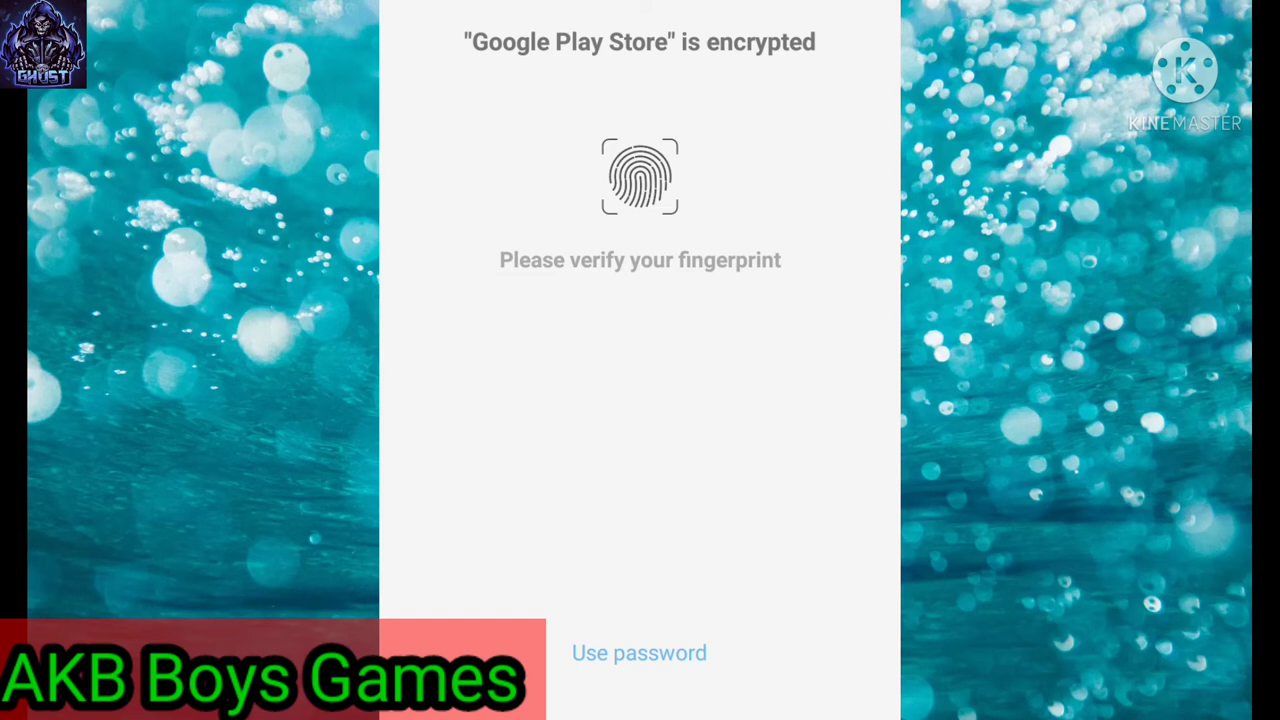 "Google Play Store" is encrypted
GHOST
KINEMASTER
Please verify your fingerprint
Use password
AKB Boys Games